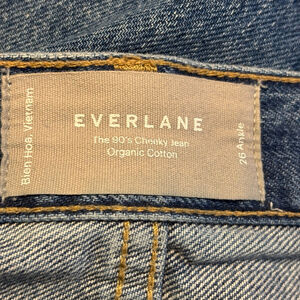 Bien Hoa, Vietnam
EVERLANE
The 90's Cheeky Jean
Organic Cotton
26 Ankle